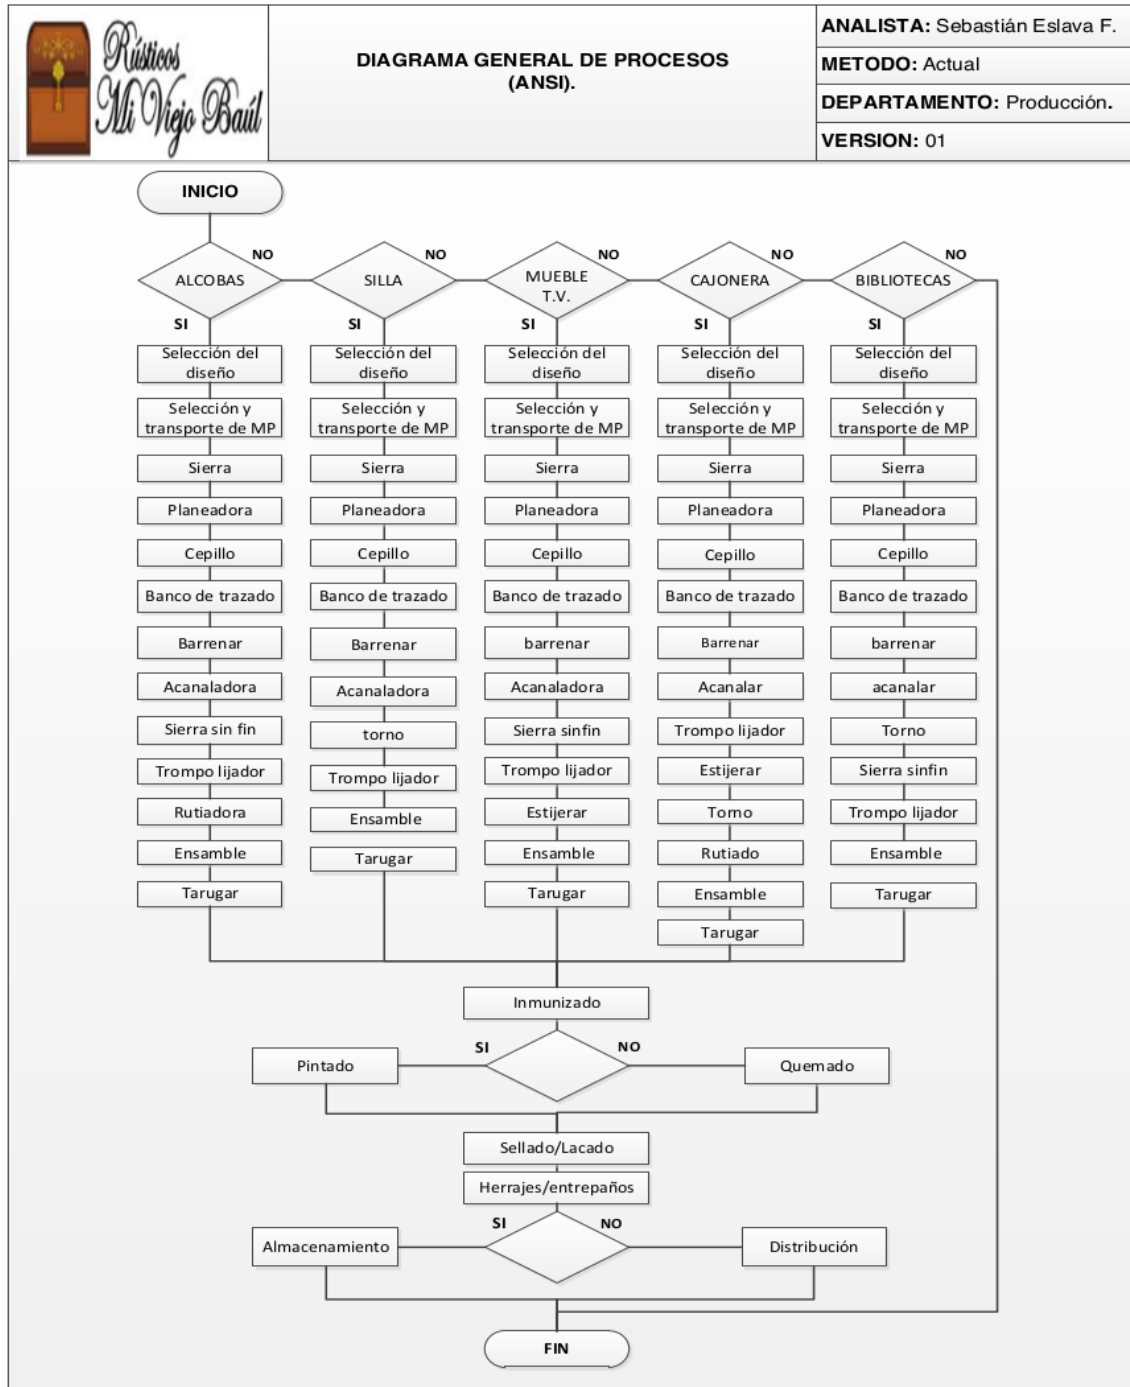 Rústicos
Mi Viejo Baúl
DIAGRAMA GENERAL DE PROCESOS
(ANSI).
ANALISTA: Sebastián Eslava F.
METODO: Actual
DEPARTAMENTO: Producción.
VERSION: 01
INICIO
ALCOBAS
NO
SI
SILLA
NO
SI
MUEBLE
T.V.
NO
SI
CAJONERA
NO
SI
BIBLIOTECAS
NO
SI
Selección del
diseño
Selección y
transporte de MP
Sierra
Planeadora
Cepillo
Banco de trazado
Barrenar
Acanaladora
Sierra sin fin
Trompo lijador
Rutiadora
Ensamble
Tarugar
Selección del
diseño
Selección y
transporte de MP
Sierra
Planeadora
Cepillo
Banco de trazado
Barrenar
Acanaladora
torno
Trompo lijador
Ensamble
Tarugar
Selección del
diseño
Selección y
transporte de MP
Sierra
Planeadora
Cepillo
Banco de trazado
barrenar
Acanaladora
Sierra sinfin
Trompo lijador
Estijerar
Ensamble
Tarugar
Selección del
diseño
Selección y
transporte de MP
Sierra
Planeadora
Cepillo
Banco de trazado
Barrenar
Acanalar
Trompo lijador
Estijerar
Torno
Rutiado
Ensamble
Tarugar
Selección del
diseño
Selección y
transporte de MP
Sierra
Planeadora
Cepillo
Banco de trazado
barrenar
acanalar
Torno
Sierra sinfin
Trompo lijador
Ensamble
Tarugar
Inmunizado
SI
NO
Pintado
Quemado
Sellado/Lacado
Herrajes/entrepaños
SI
NO
Almacenamiento
Distribución
FIN